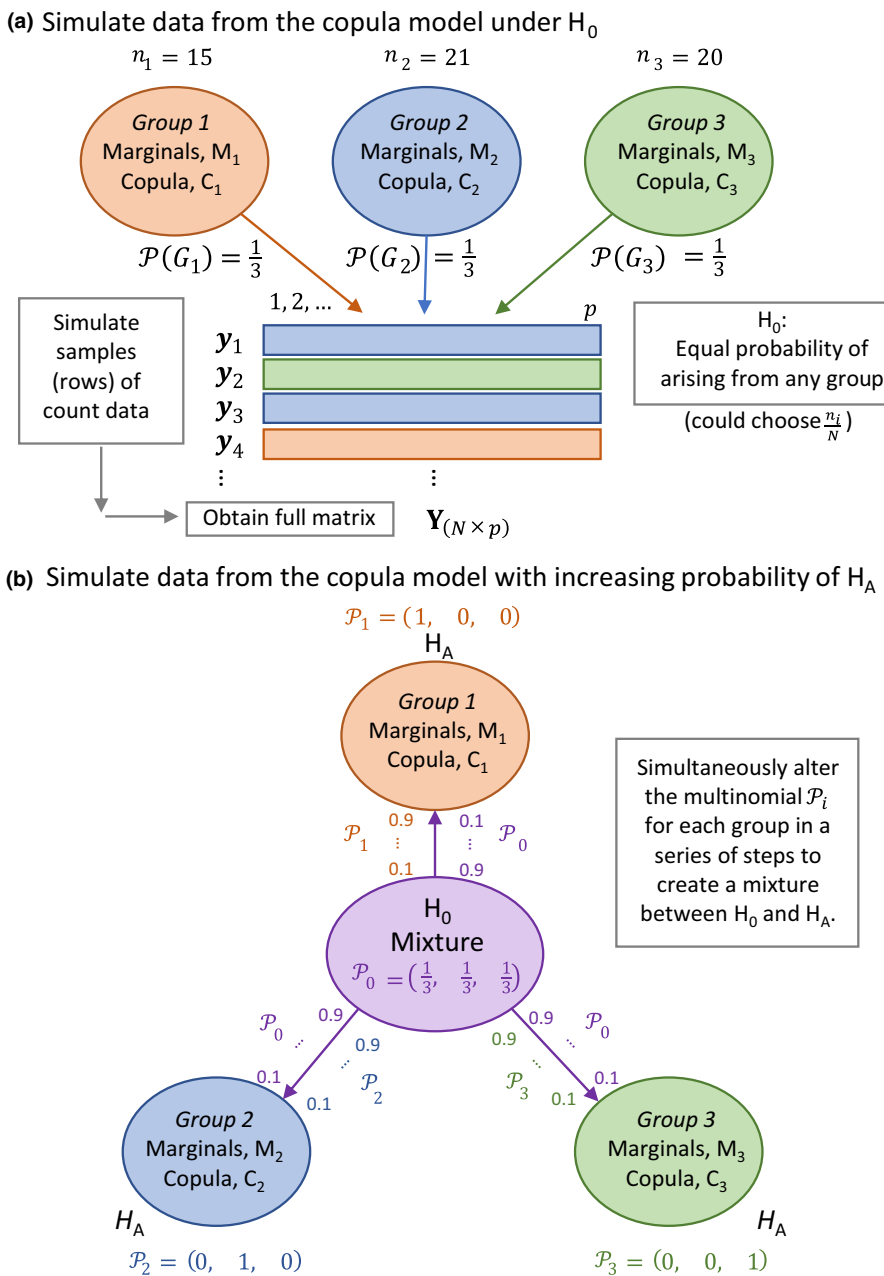 (a) Simulate data from the copula model under H₀
n₁ = 15
n₂ = 21
n₃ = 20
Group 1
Marginals, M₁
Copula, C₁
Group 2
Marginals, M₂
Copula, C₂
Group 3
Marginals, M₃
Copula, C₃
𝒫(G₁) = 1/3
𝒫(G₂) = 1/3
𝒫(G₃) = 1/3
1, 2, ...
p
Simulate
samples
(rows) of
count data
y₁
y₂
y₃
y₄
⋮
⋮
H₀:
Equal probability of
arising from any group
(could choose nᵢ/N)
Obtain full matrix
Y(N × p)
(b) Simulate data from the copula model with increasing probability of H_A
𝒫₁ = (1, 0, 0)
H_A
Group 1
Marginals, M₁
Copula, C₁
𝒫₁
0.9
...
0.1
0.1
...
0.9
𝒫₀
Simultaneously alter
the multinomial 𝒫ᵢ
for each group in a
series of steps to
create a mixture
between H₀ and H_A.
H₀
Mixture
𝒫₀ = (1/3, 1/3, 1/3)
𝒫₀
0.9
...
0.1
0.9
...
0.1
𝒫₂
0.9
...
0.1
𝒫₃
0.9
...
0.1
𝒫₀
Group 2
Marginals, M₂
Copula, C₂
H_A
𝒫₂ = (0, 1, 0)
Group 3
Marginals, M₃
Copula, C₃
H_A
𝒫₃ = (0, 0, 1)